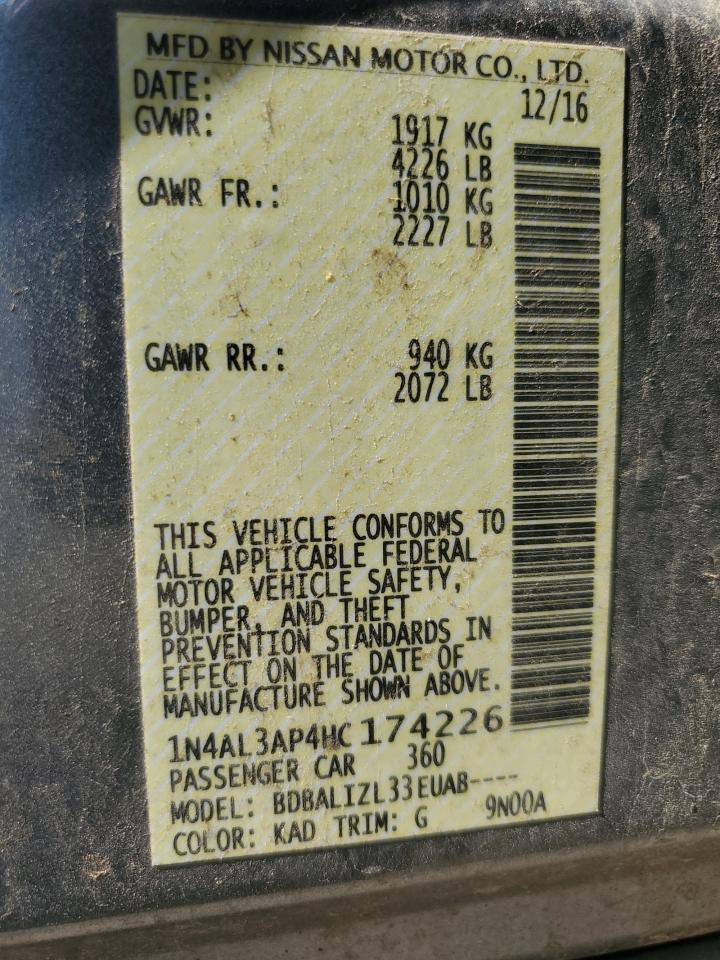 MFD BY NISSAN MOTOR CO., LTD.
DATE: 12/16
GVWR: 1917 KG
4226 LB
GAWR FR.: 1010 KG
2227 LB
GAWR RR.: 940 KG
2072 LB
THIS VEHICLE CONFORMS TO
ALL APPLICABLE FEDERAL
MOTOR VEHICLE SAFETY,
BUMPER, AND THEFT
PREVENTION STANDARDS IN
EFFECT ON THE DATE OF
MANUFACTURE SHOWN ABOVE.
1N4AL3AP4HC174226
PASSENGER CAR 360
MODEL: BDBALIZL33EUAB----
COLOR: KAD TRIM: G 9N00A